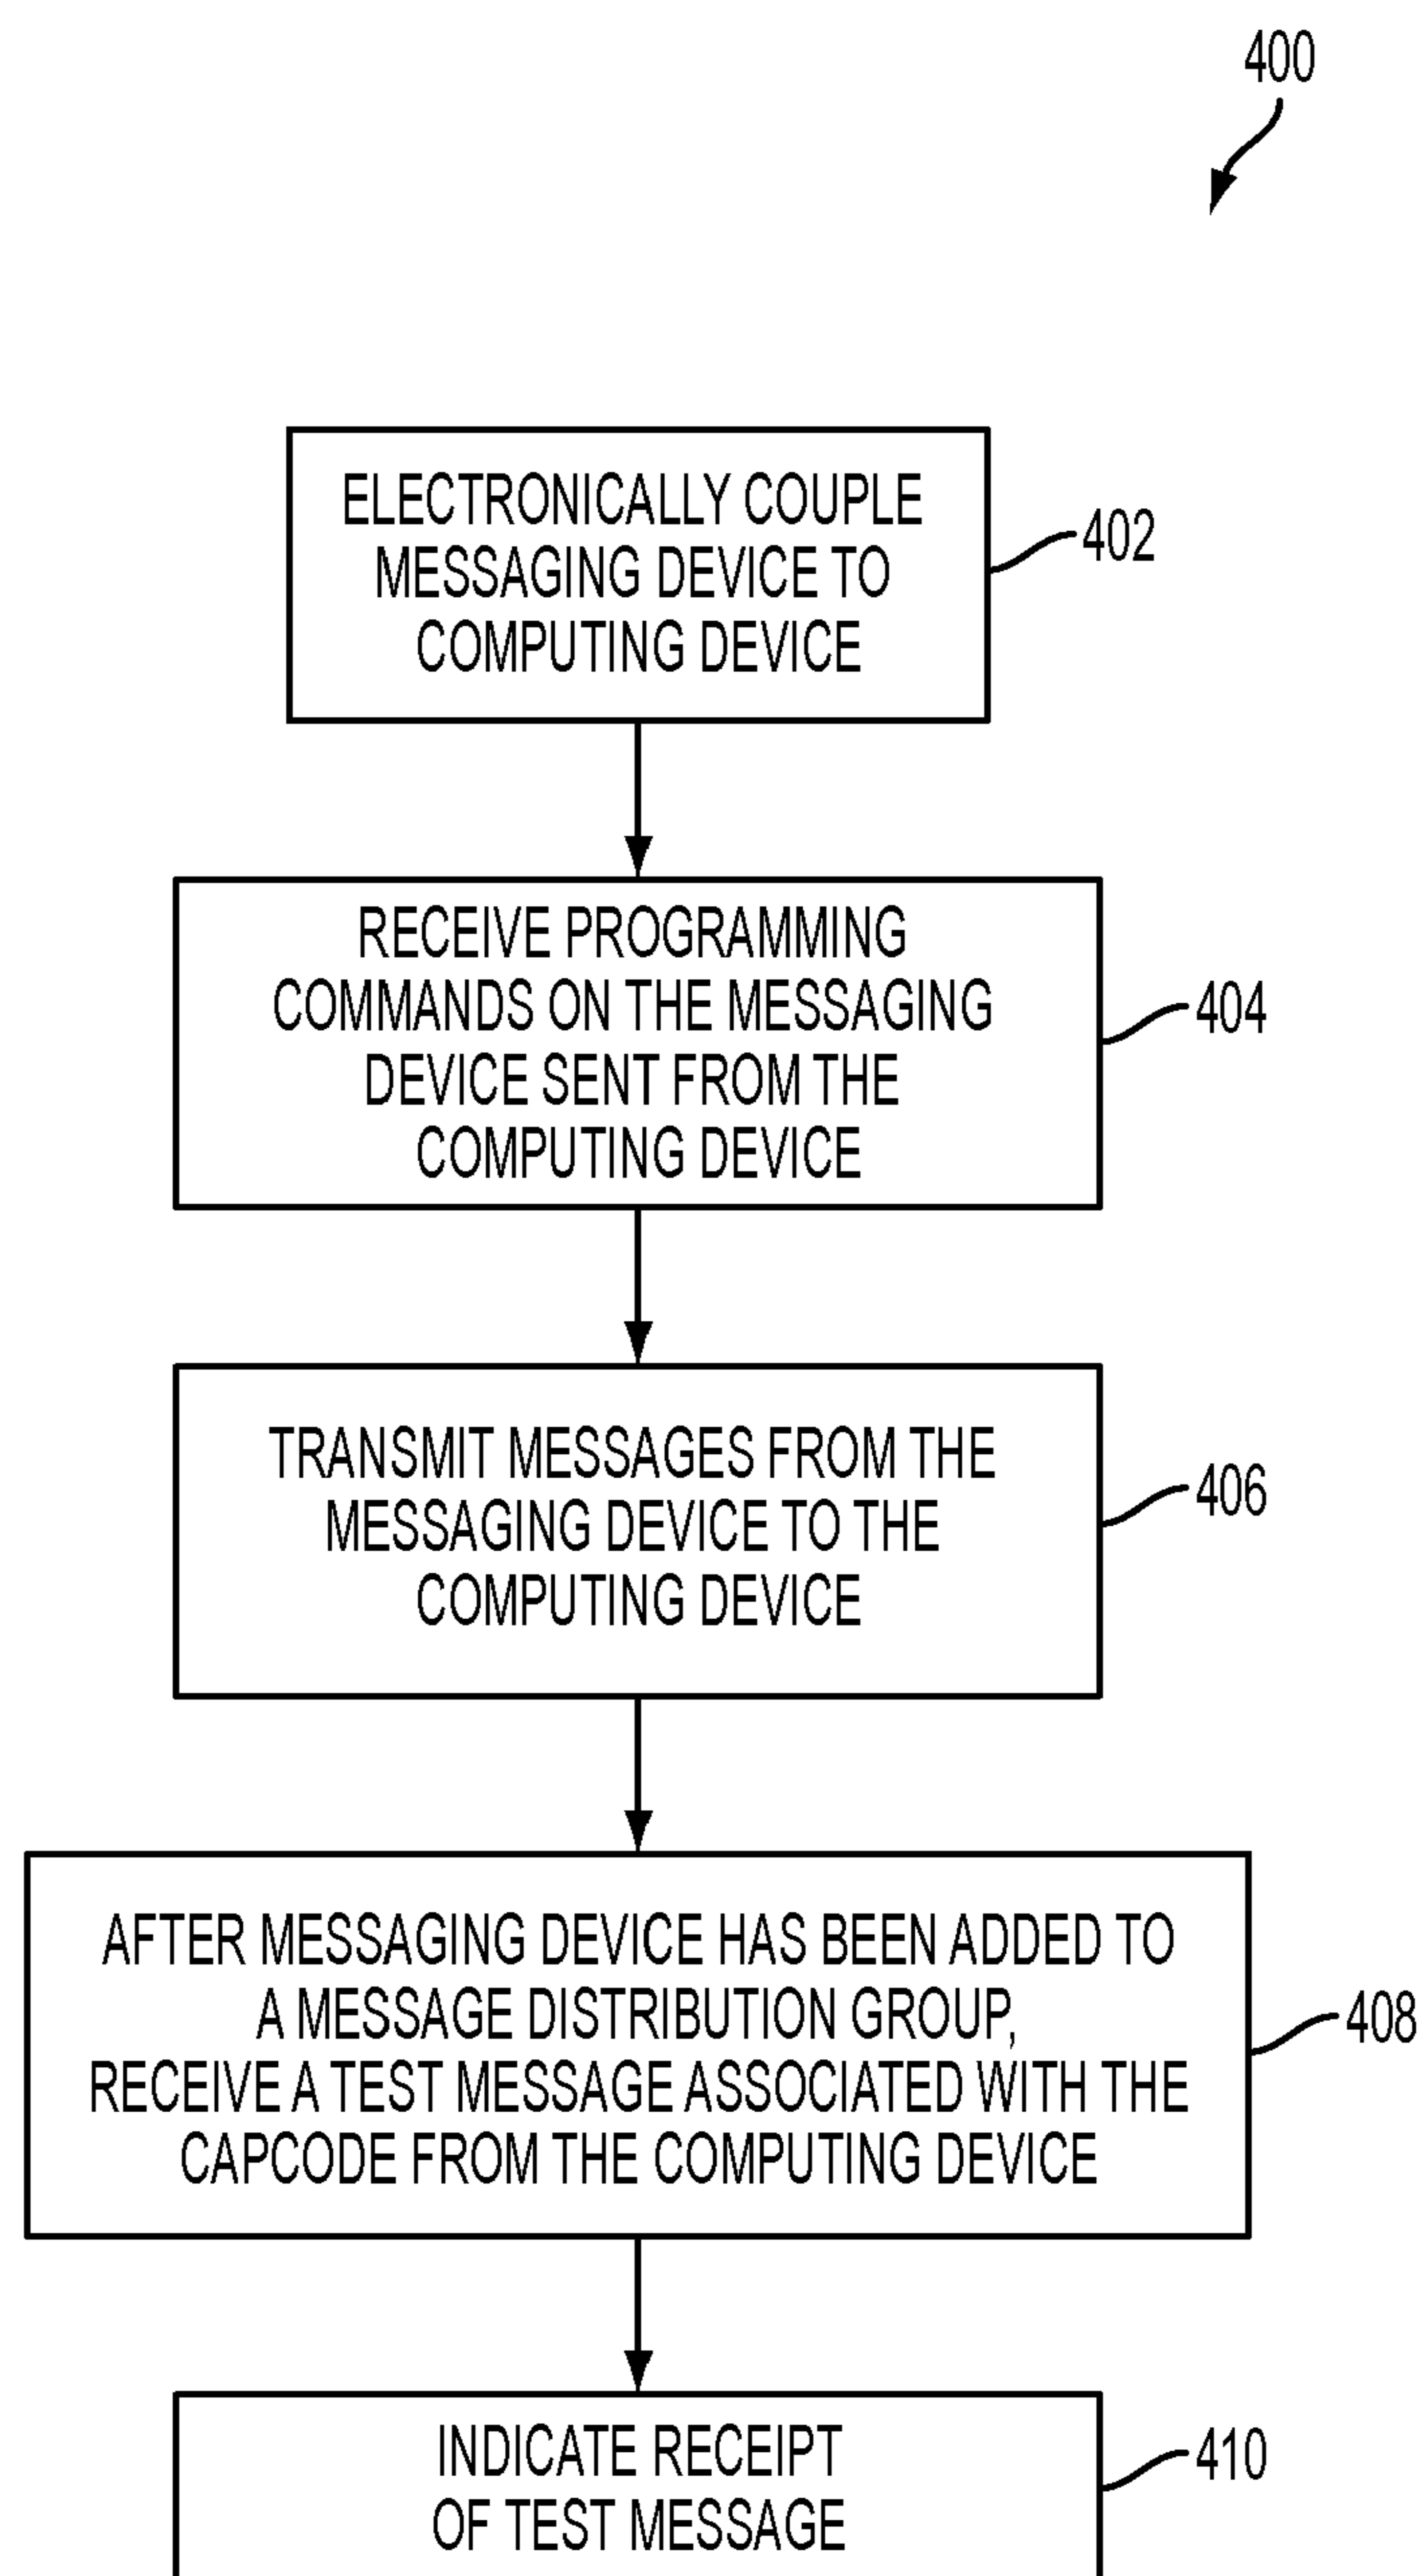 400
ELECTRONICALLY COUPLE
MESSAGING DEVICE TO
COMPUTING DEVICE
402
RECEIVE PROGRAMMING
COMMANDS ON THE MESSAGING
DEVICE SENT FROM THE
COMPUTING DEVICE
404
TRANSMIT MESSAGES FROM THE
MESSAGING DEVICE TO THE
COMPUTING DEVICE
406
AFTER MESSAGING DEVICE HAS BEEN ADDED TO
A MESSAGE DISTRIBUTION GROUP,
RECEIVE A TEST MESSAGE ASSOCIATED WITH THE
CAPCODE FROM THE COMPUTING DEVICE
408
INDICATE RECEIPT
OF TEST MESSAGE
410